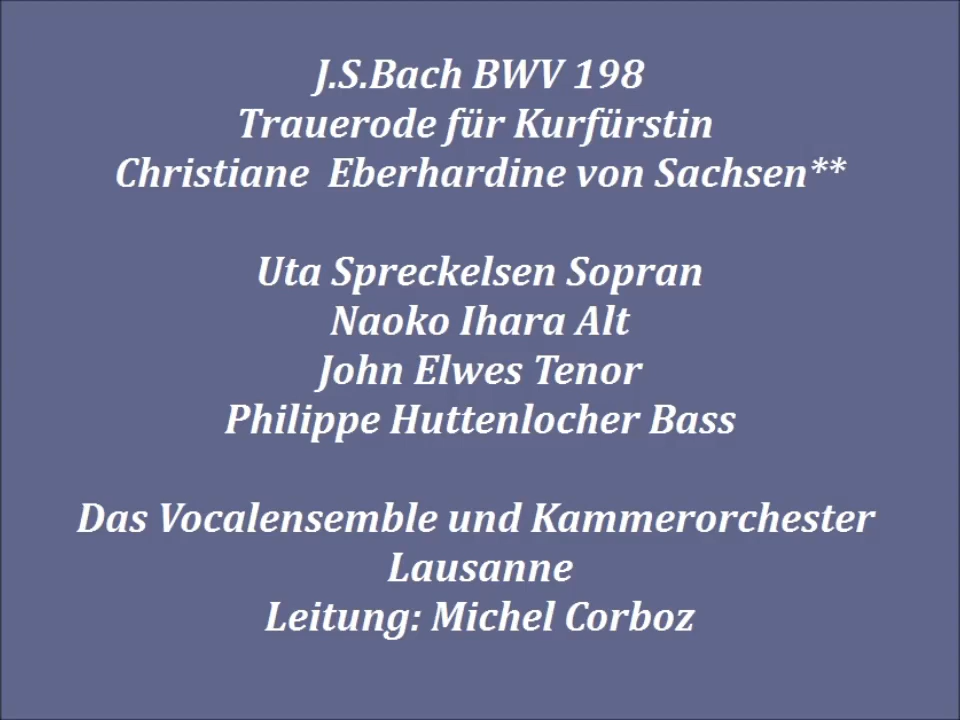 J.S.Bach BWV 198
Trauerode für Kurfürstin
Christiane  Eberhardine von Sachsen**
Uta Spreckelsen Sopran
Naoko Ihara Alt
John Elwes Tenor
Philippe Huttenlocher Bass
Das Vocalensemble und Kammerorchester
Lausanne
Leitung: Michel Corboz